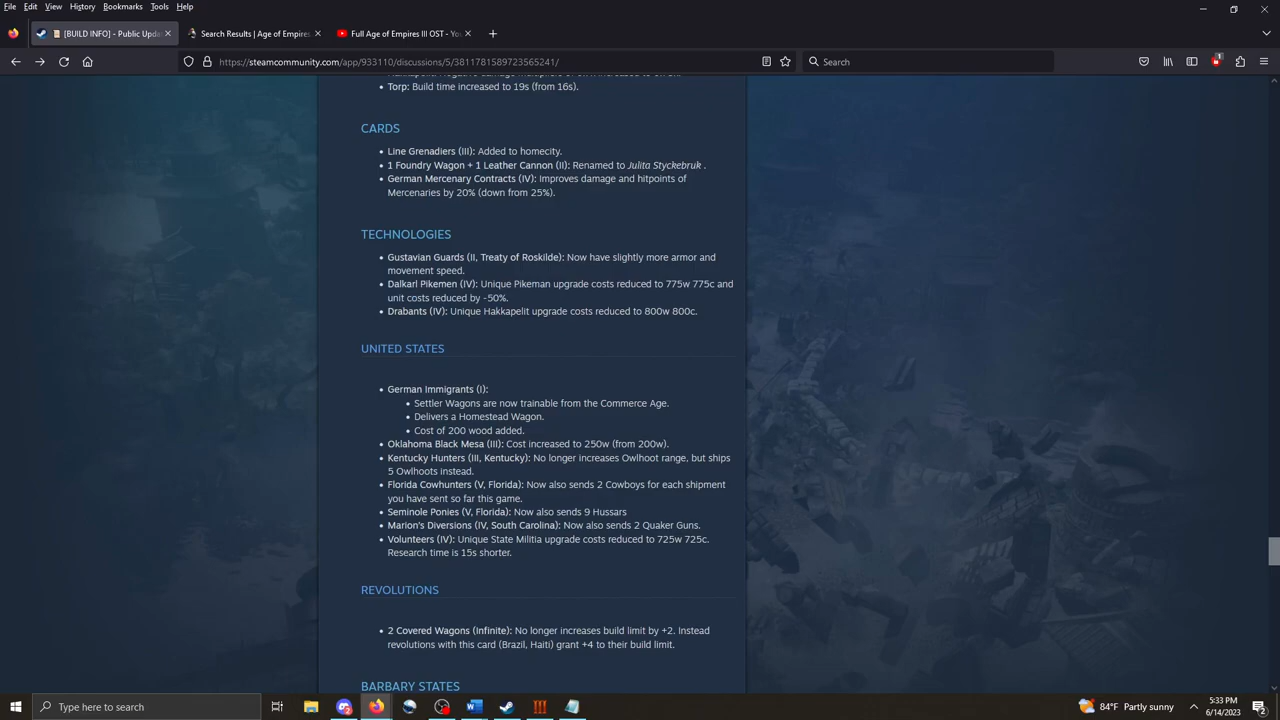 File Edit View History Bookmarks Tools Help
[BUILD INFO] - Public Upda
Search Results | Age of Empires
Full Age of Empires III OST - Yo
https://steamcommunity.com/app/933110/discussions/5/3811781589723565241/
Search
1
Torp: Build time increased to 19s (from 16s).
CARDS
Line Grenadiers (III): Added to homecity.
1 Foundry Wagon + 1 Leather Cannon (II): Renamed to Julita Styckebruk .
German Mercenary Contracts (IV): Improves damage and hitpoints of
Mercenaries by 20% (down from 25%).
TECHNOLOGIES
Gustavian Guards (II, Treaty of Roskilde): Now have slightly more armor and
movement speed.
Dalkarl Pikemen (IV): Unique Pikeman upgrade costs reduced to 775w 775c and
unit costs reduced by -50%.
Drabants (IV): Unique Hakkapelit upgrade costs reduced to 800w 800c.
UNITED STATES
German Immigrants (I):
Settler Wagons are now trainable from the Commerce Age.
Delivers a Homestead Wagon.
Cost of 200 wood added.
Oklahoma Black Mesa (III): Cost increased to 250w (from 200w).
Kentucky Hunters (III, Kentucky): No longer increases Owlhoot range, but ships
5 Owlhoots instead.
Florida Cowhunters (V, Florida): Now also sends 2 Cowboys for each shipment
you have sent so far this game.
Seminole Ponies (V, Florida): Now also sends 9 Hussars
Marion's Diversions (IV, South Carolina): Now also sends 2 Quaker Guns.
Volunteers (IV): Unique State Militia upgrade costs reduced to 725w 725c.
Research time is 15s shorter.
REVOLUTIONS
2 Covered Wagons (Infinite): No longer increases build limit by +2. Instead
revolutions with this card (Brazil, Haiti) grant +4 to their build limit.
BARBARY STATES
Type here to search
84°F Partly sunny
5:33 PM
6/14/2023